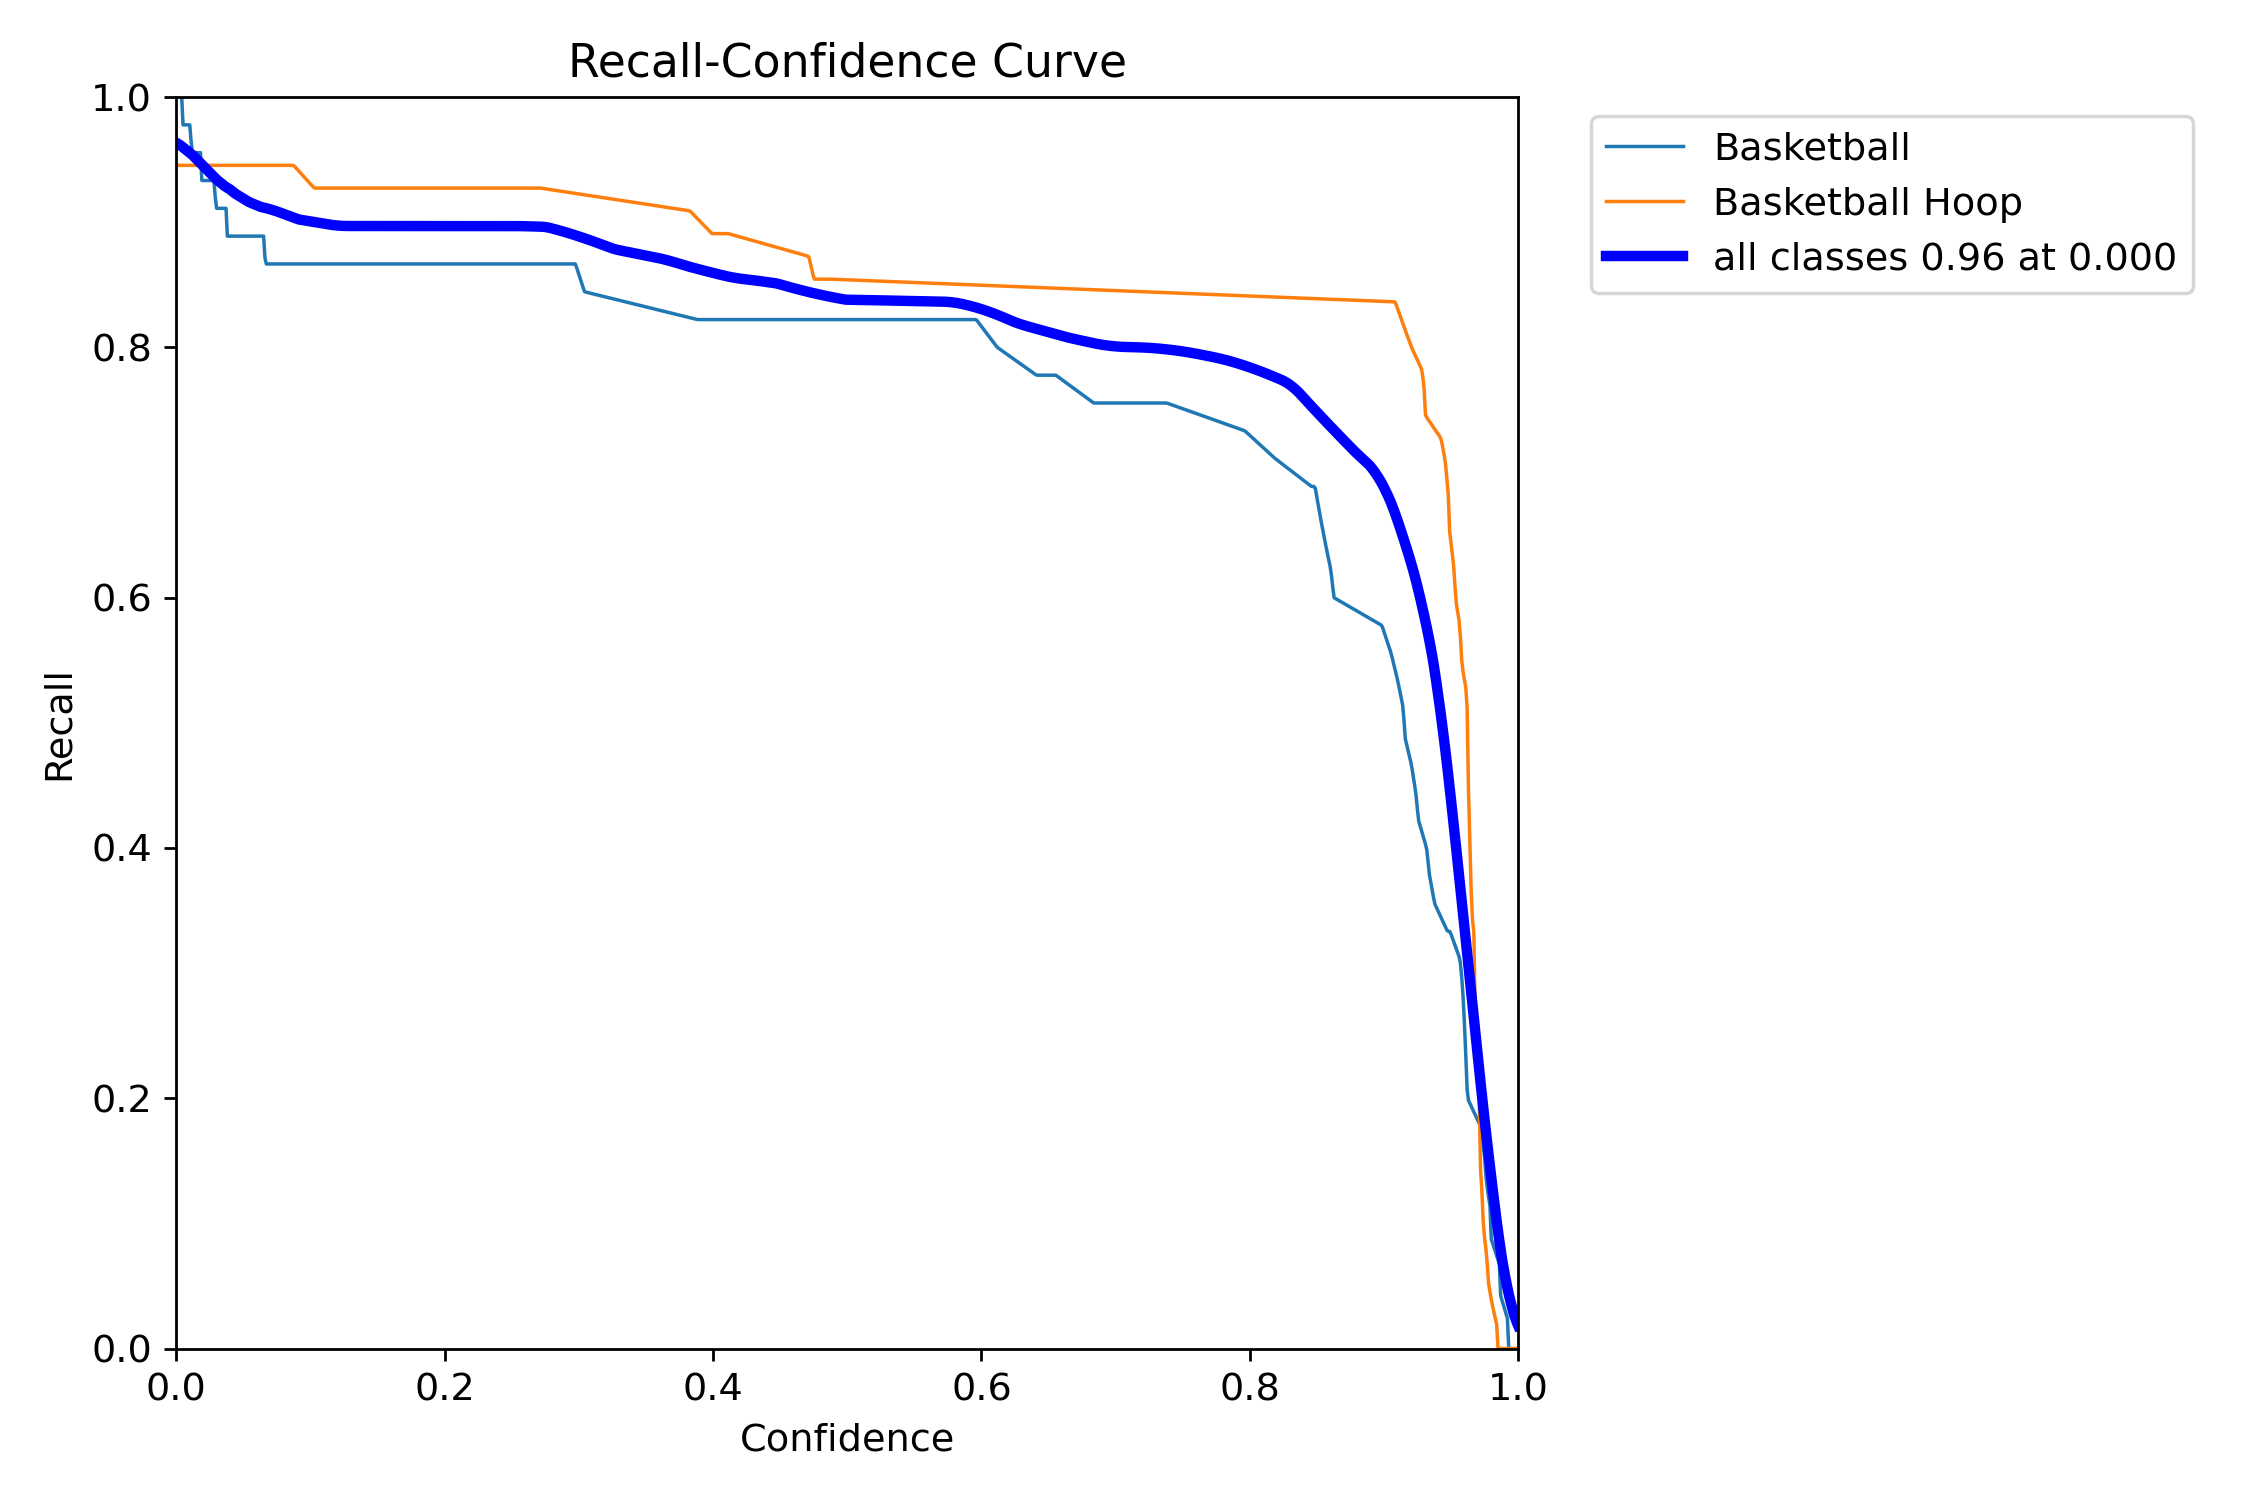 Recall-Confidence Curve
1.0
0.8
0.6
0.4
0.2
0.0
Recall
0.0 0.2 0.4 0.6 0.8 1.0
Confidence
Basketball
Basketball Hoop
all classes 0.96 at 0.000